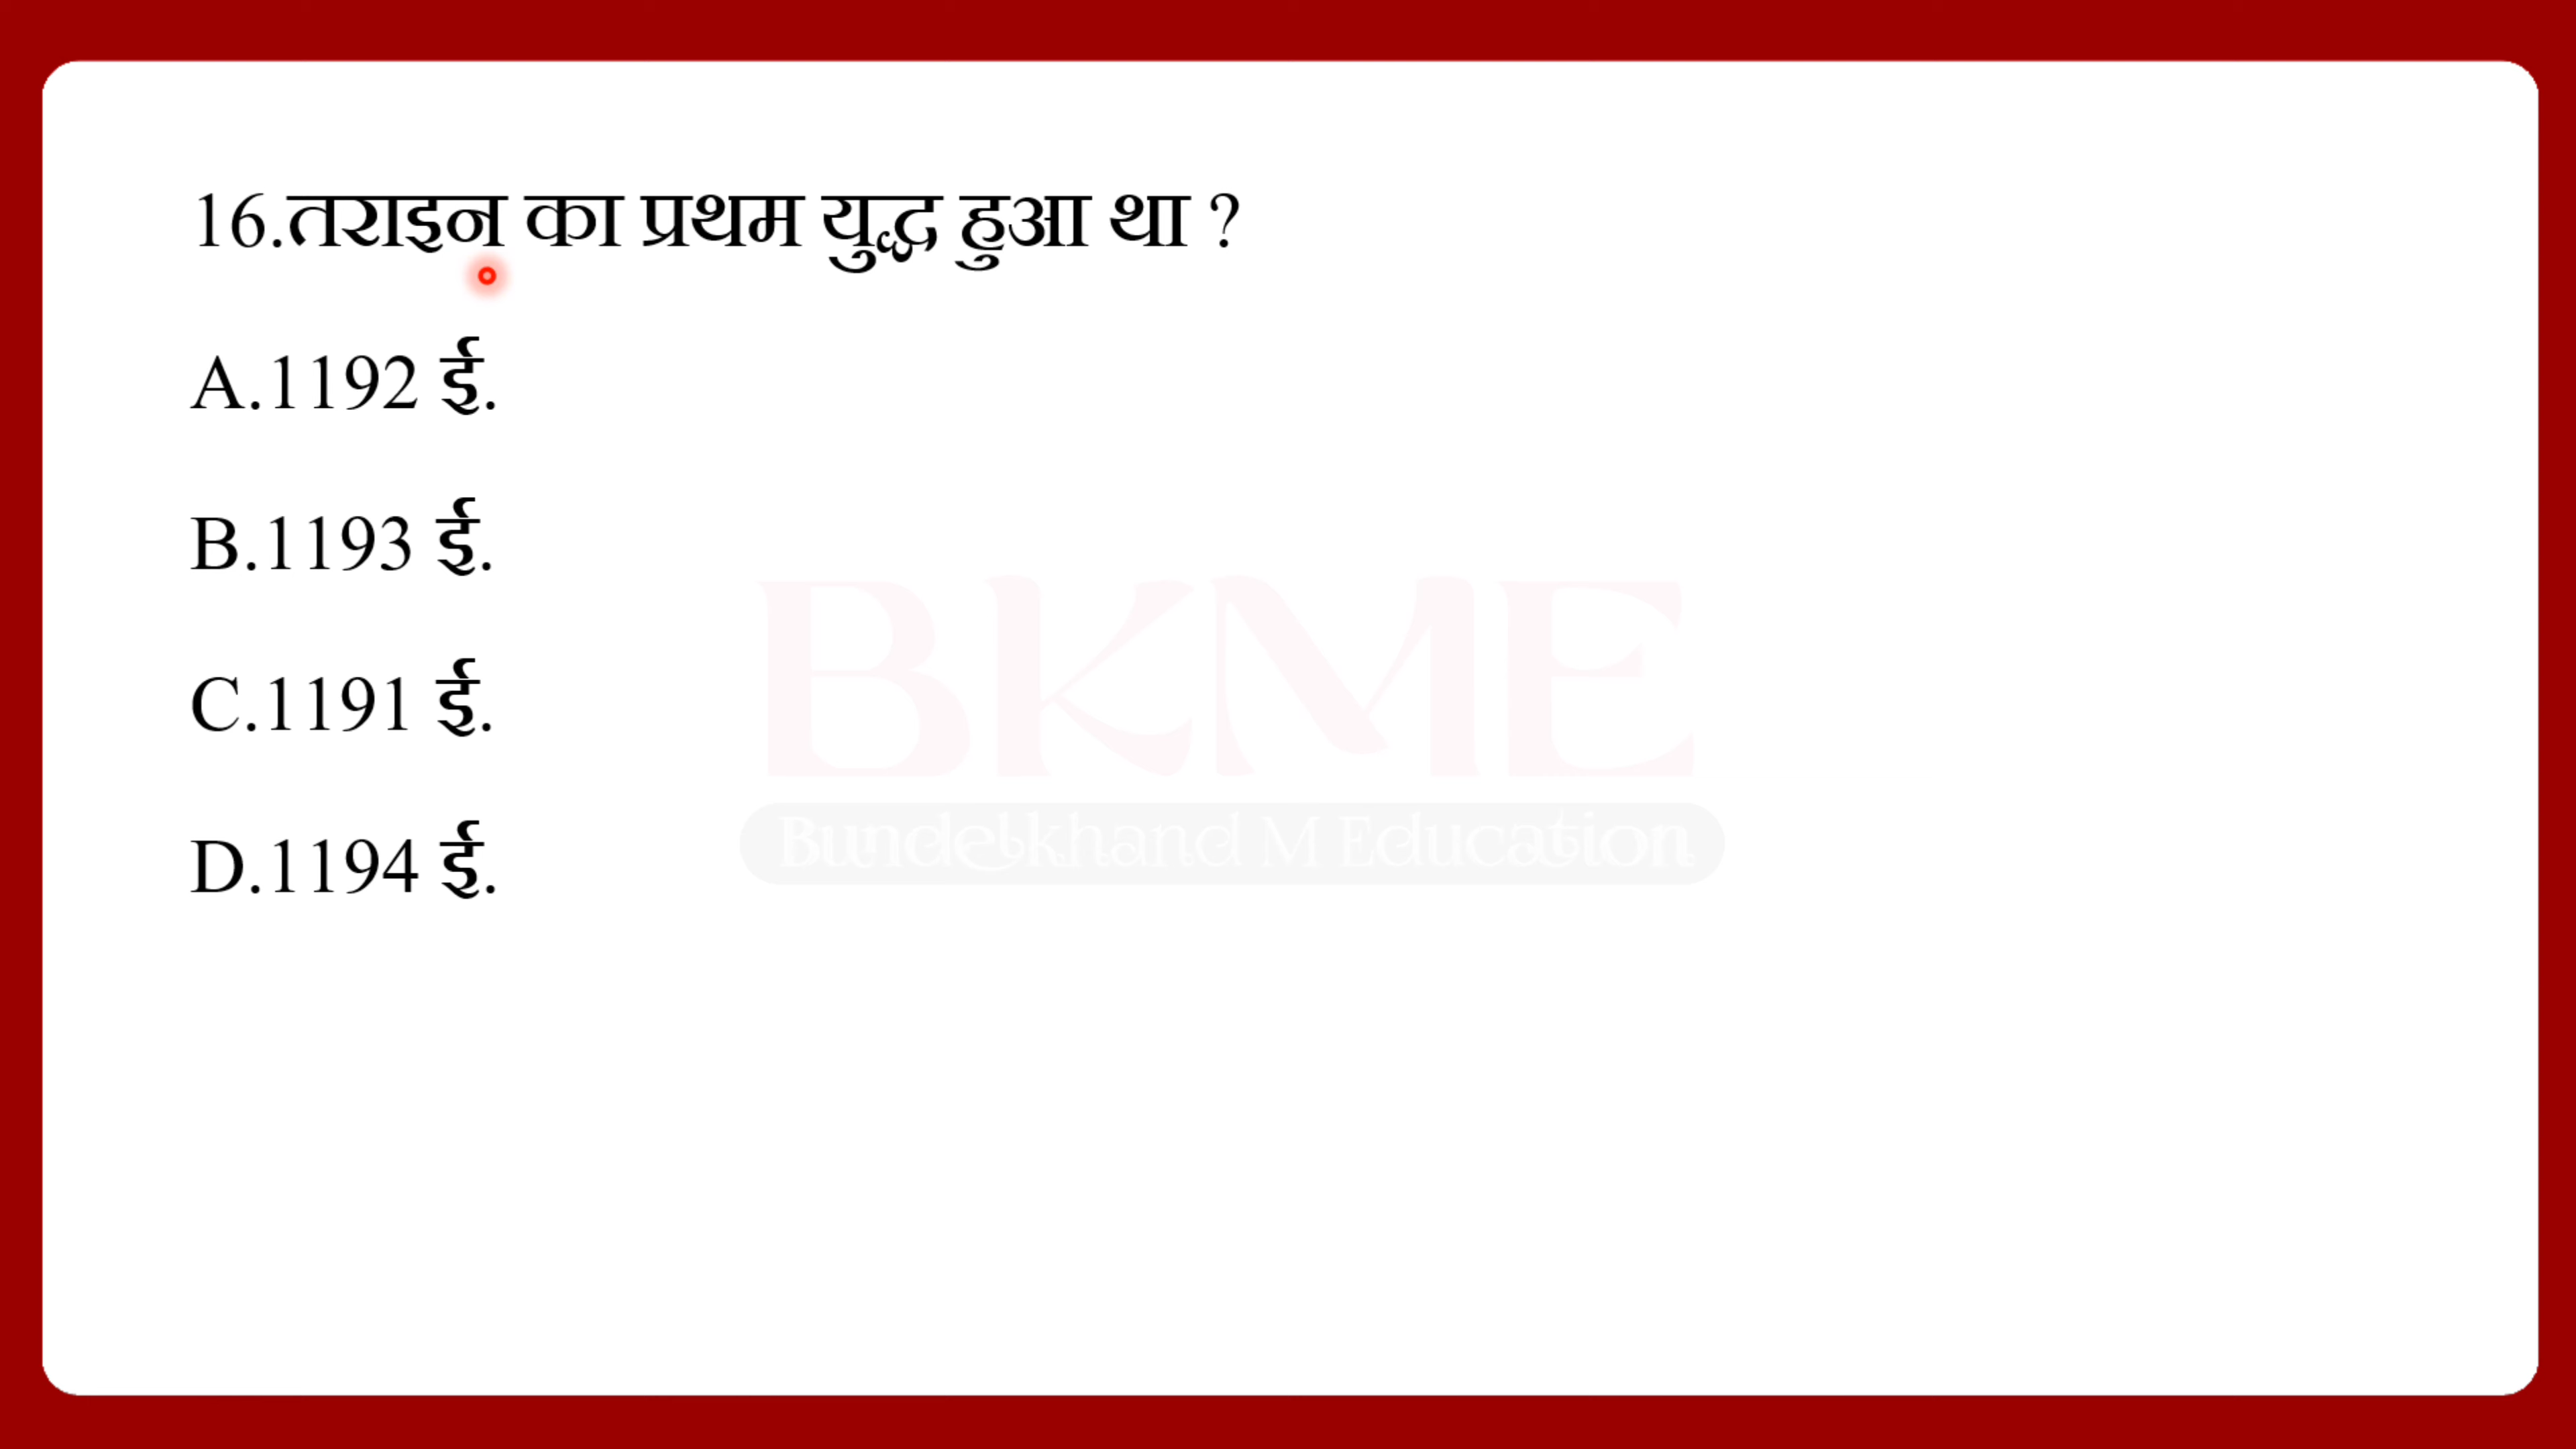 16.तराइन का प्रथम युद्ध हुआ था ?
A.1192 ई.
B.1193 ई.
C.1191 ई.
D.1194 ई.
BKME
Bundelkhand M Education